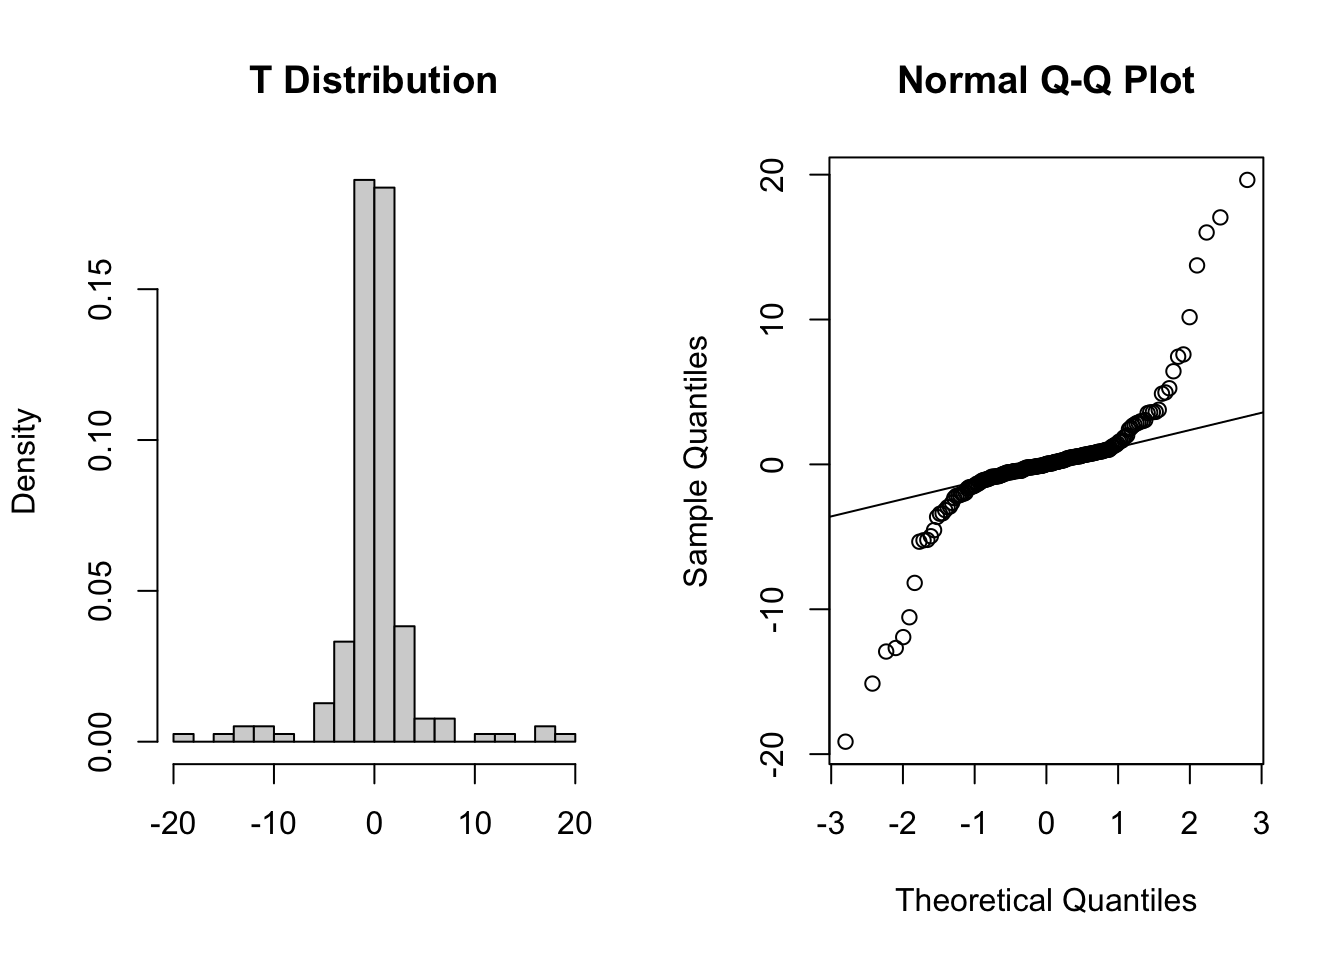 T Distribution
Density
0.00 0.05 0.10 0.15
-20 -10 0 10 20
Normal Q-Q Plot
Sample Quantiles
-20 -10 0 10 20
-3 -2 -1 0 1 2 3
Theoretical Quantiles